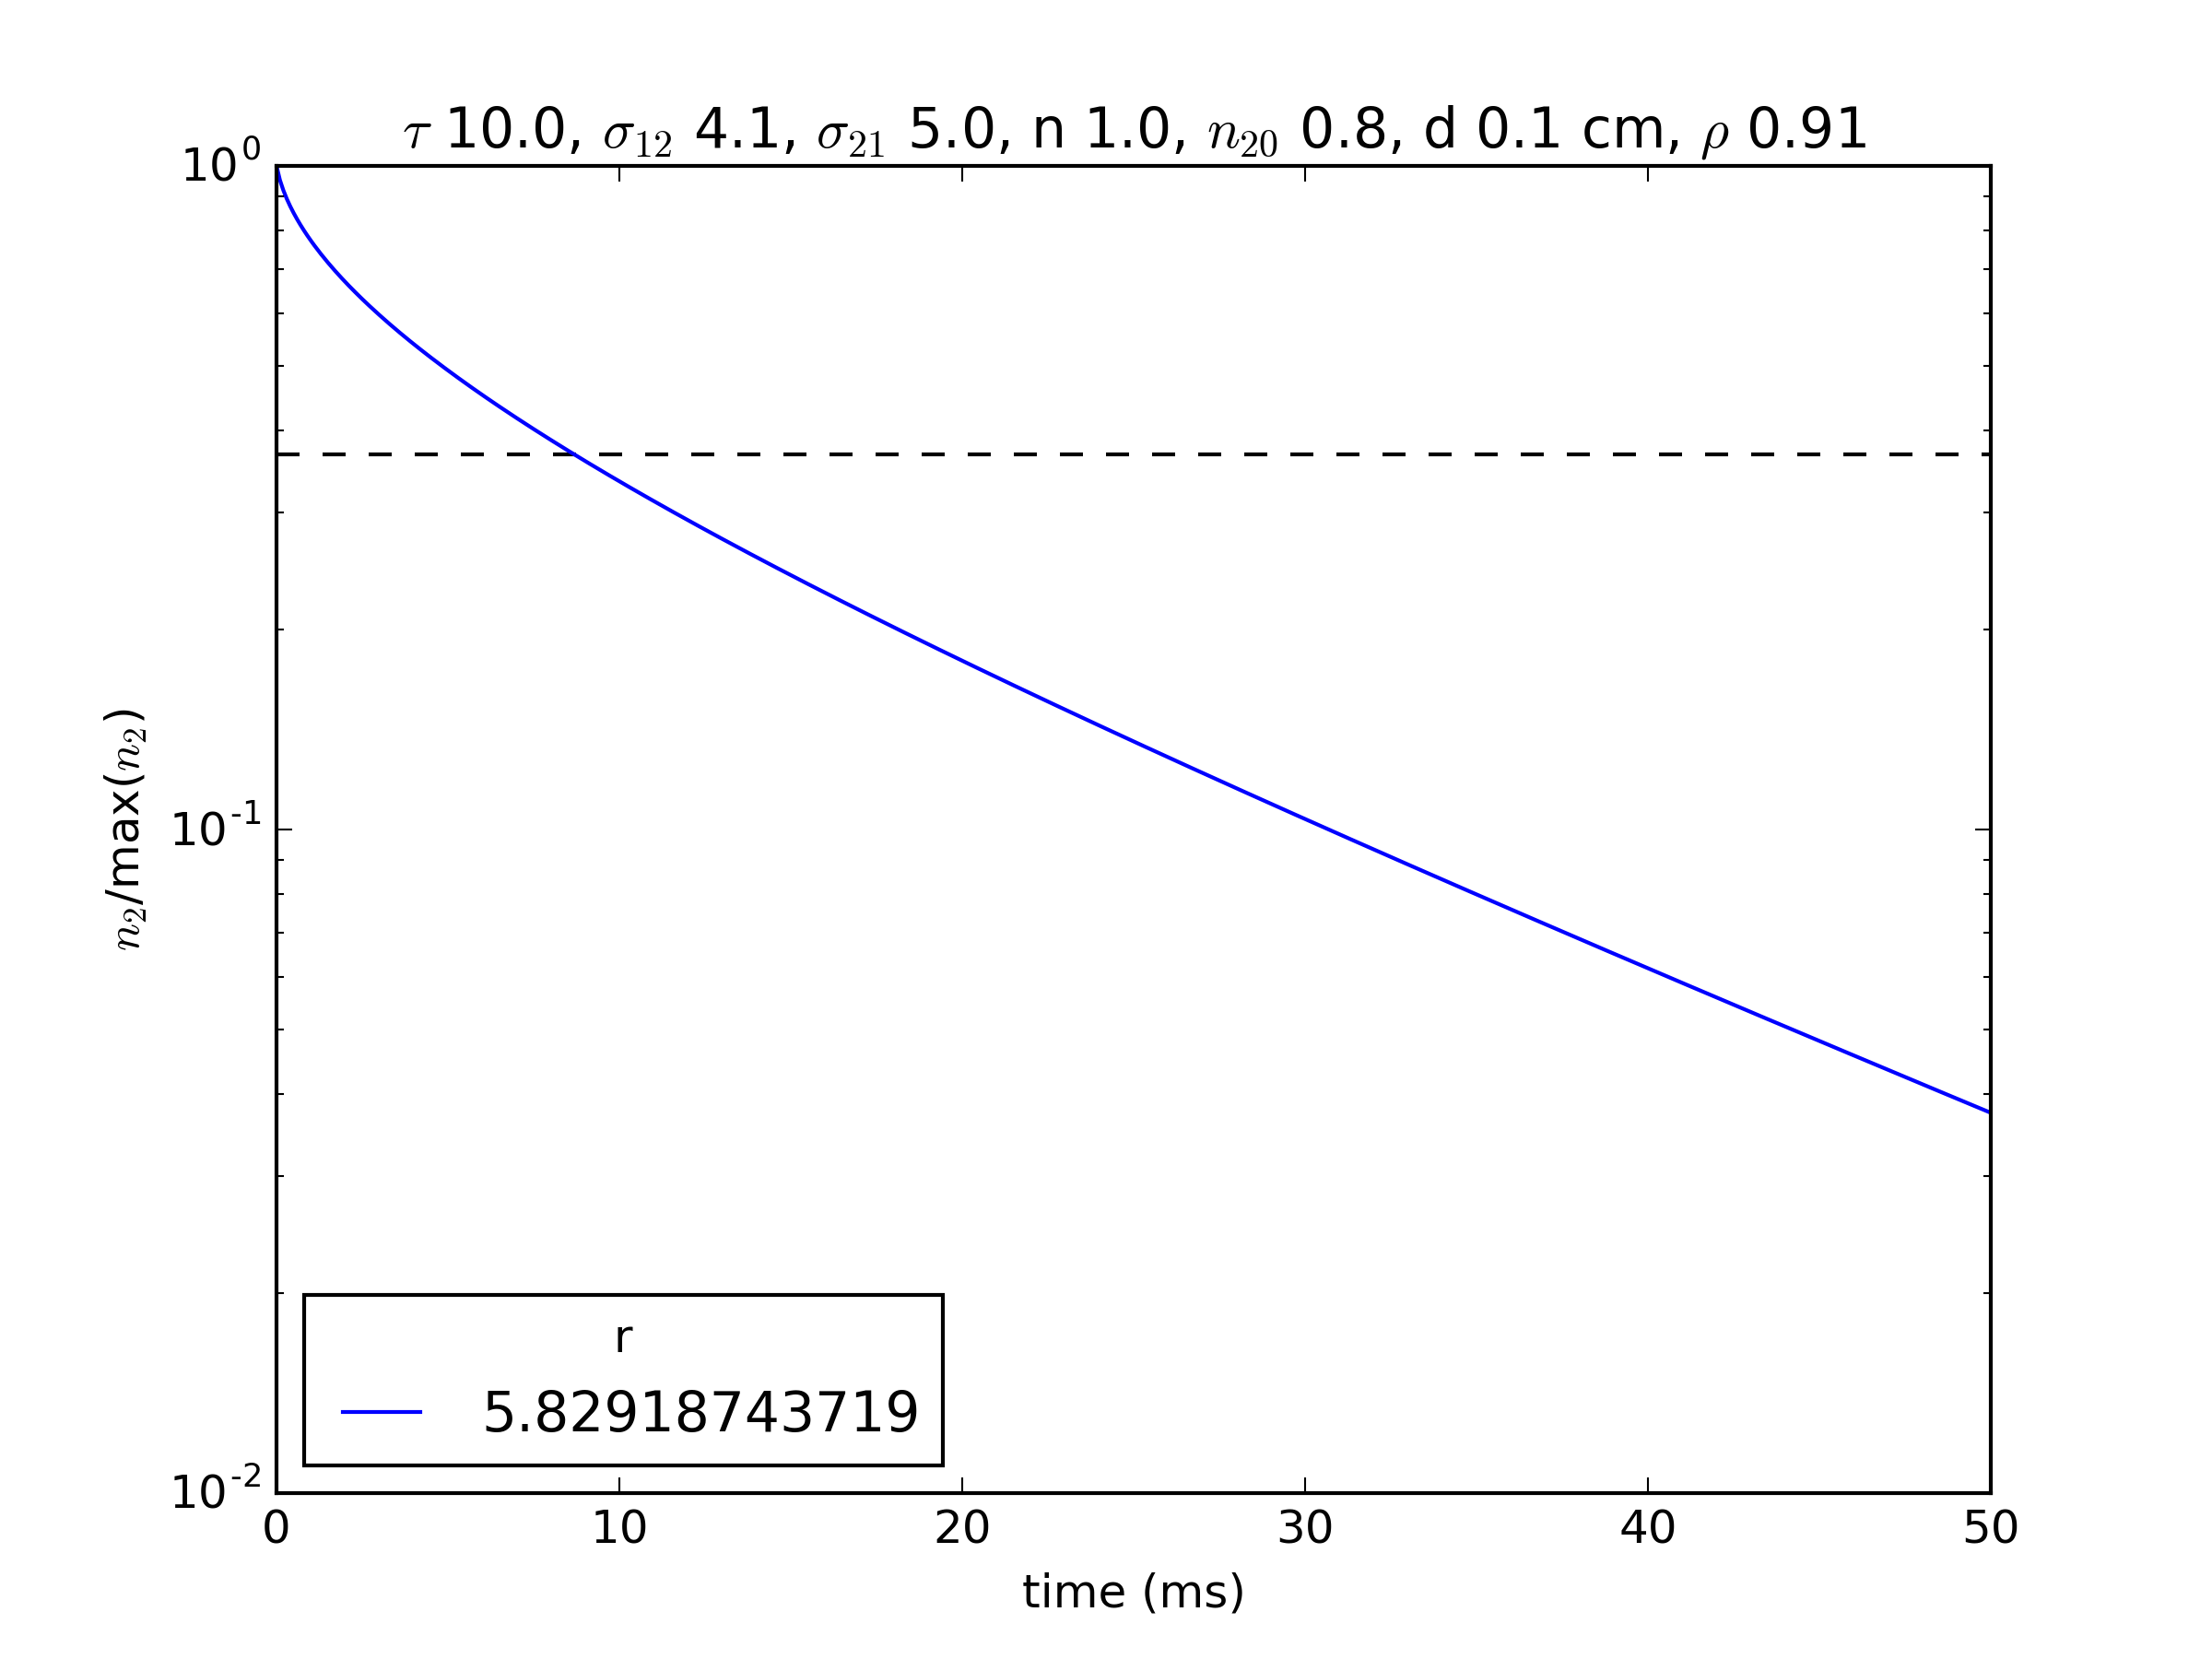 τ 10.0, σ₁₂ 4.1, σ₂₁ 5.0, n 1.0, n₂₀ 0.8, d 0.1 cm, ρ 0.91
10⁰
10⁻¹
10⁻²
n₂/max(n₂)
r
5.82918743719
0 10 20 30 40 50
time (ms)